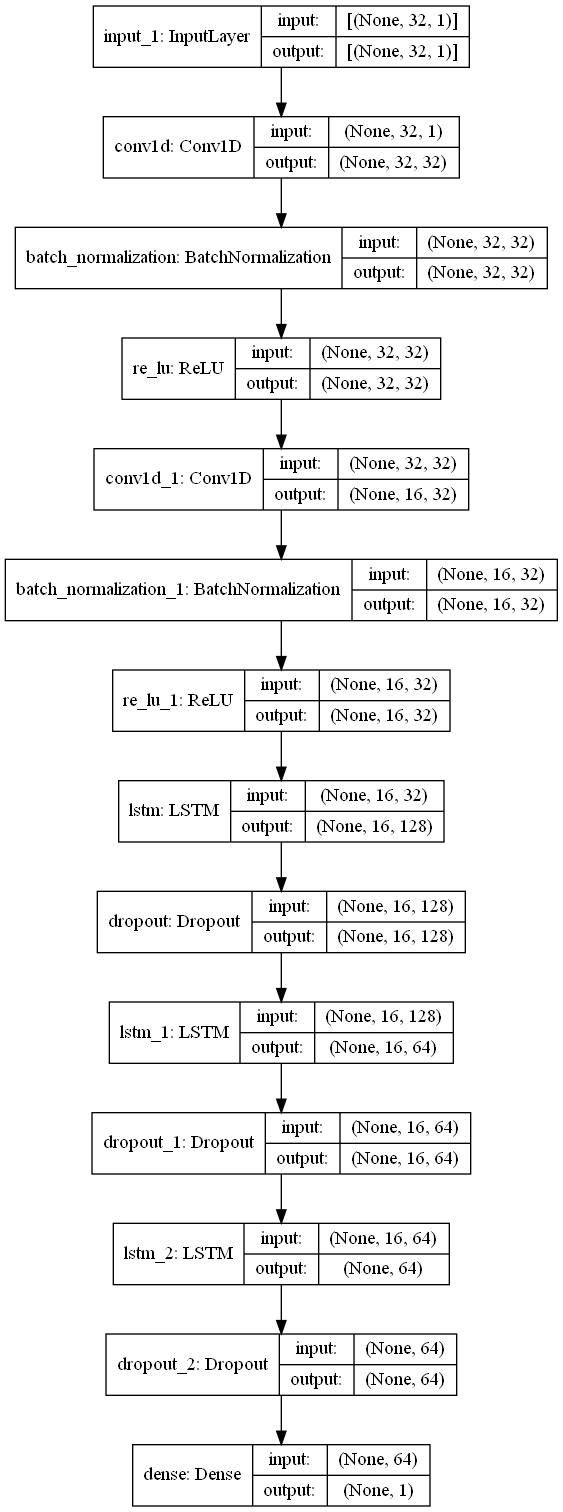 input_1: InputLayer
input:
[(None, 32, 1)]
output:
[(None, 32, 1)]
conv1d: Conv1D
input:
(None, 32, 1)
output:
(None, 32, 32)
batch_normalization: BatchNormalization
input:
(None, 32, 32)
output:
(None, 32, 32)
re_lu: ReLU
input:
(None, 32, 32)
output:
(None, 32, 32)
conv1d_1: Conv1D
input:
(None, 32, 32)
output:
(None, 16, 32)
batch_normalization_1: BatchNormalization
input:
(None, 16, 32)
output:
(None, 16, 32)
re_lu_1: ReLU
input:
(None, 16, 32)
output:
(None, 16, 32)
lstm: LSTM
input:
(None, 16, 32)
output:
(None, 16, 128)
dropout: Dropout
input:
(None, 16, 128)
output:
(None, 16, 128)
lstm_1: LSTM
input:
(None, 16, 128)
output:
(None, 16, 64)
dropout_1: Dropout
input:
(None, 16, 64)
output:
(None, 16, 64)
lstm_2: LSTM
input:
(None, 16, 64)
output:
(None, 64)
dropout_2: Dropout
input:
(None, 64)
output:
(None, 64)
dense: Dense
input:
(None, 64)
output:
(None, 1)